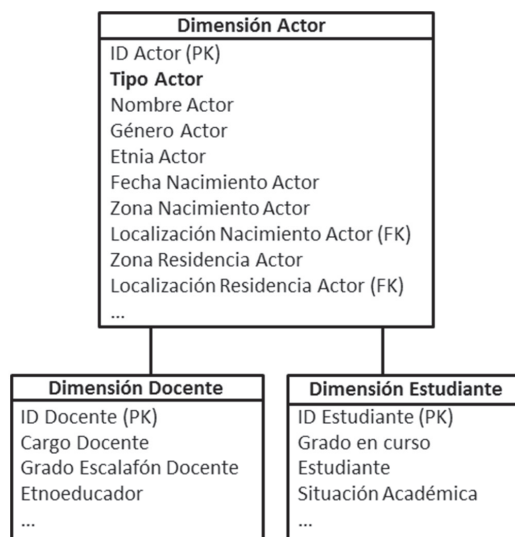 Dimensión Actor
ID Actor (PK)
Tipo Actor
Nombre Actor
Género Actor
Etnia Actor
Fecha Nacimiento Actor
Zona Nacimiento Actor
Localización Nacimiento Actor (FK)
Zona Residencia Actor
Localización Residencia Actor (FK)
...
Dimensión Docente
ID Docente (PK)
Cargo Docente
Grado Escalafón Docente
Etnoeducador
...
Dimensión Estudiante
ID Estudiante (PK)
Grado en curso
Estudiante
Situación Académica
...